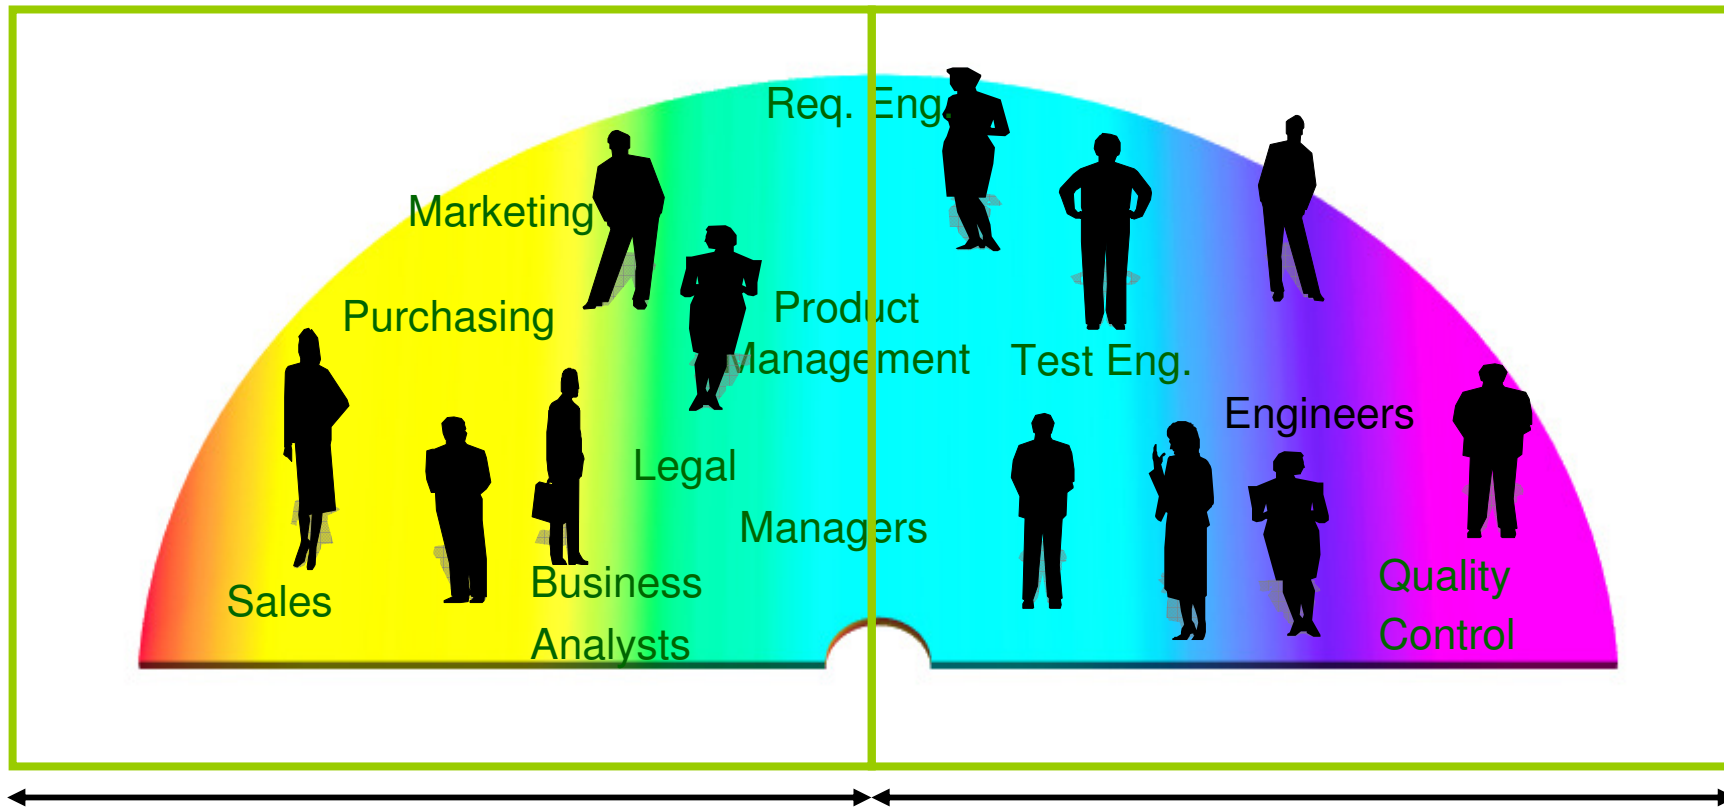 Req. Eng.
Marketing
Purchasing
Product
Management
Test Eng.
Engineers
Legal
Managers
Sales
Business
Analysts
Quality
Control